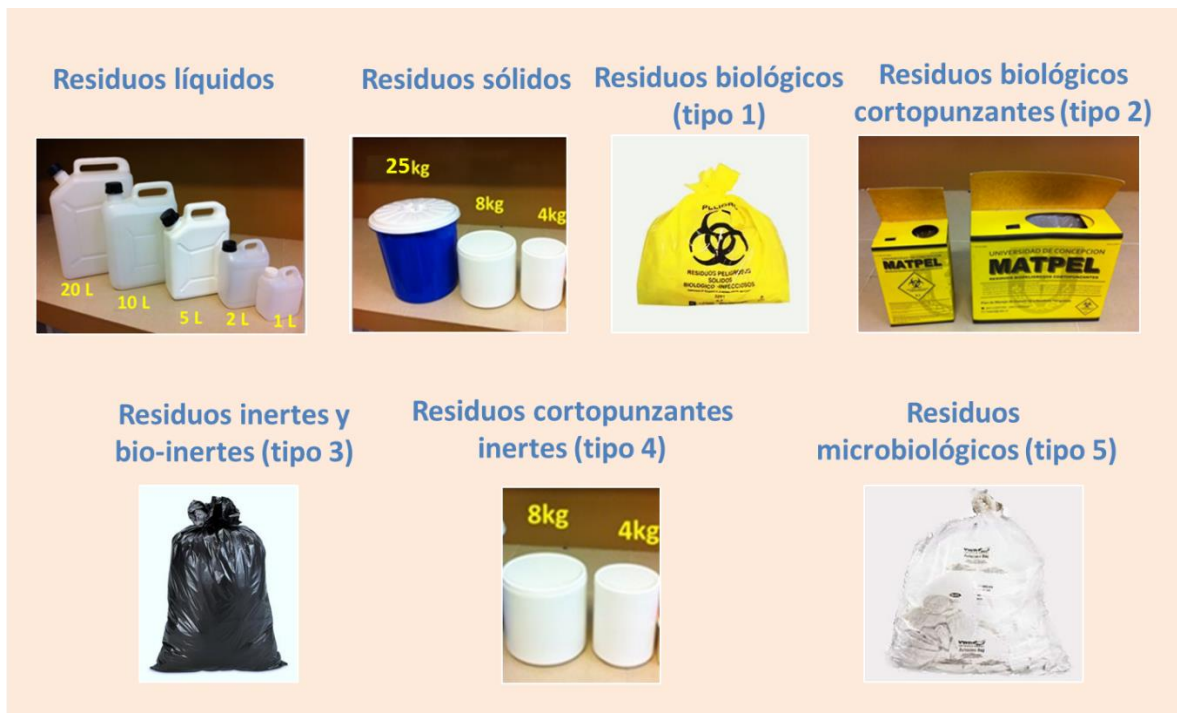 Residuos líquidos
Residuos sólidos
Residuos biológicos
(tipo 1)
Residuos biológicos
cortopunzantes (tipo 2)
20 L
10 L
5 L
2 L
1 L
25kg
8kg
4kg
RESIDUOS PELIGROSOS
SÓLIDOS
BIOLÓGICO-INFECCIOSOS
MATPEL
UNIVERSIDAD DE CONCEPCION
MATPEL
Residuos inertes y
bio-inertes (tipo 3)
Residuos cortopunzantes
inertes (tipo 4)
Residuos
microbiológicos (tipo 5)
8kg
4kg